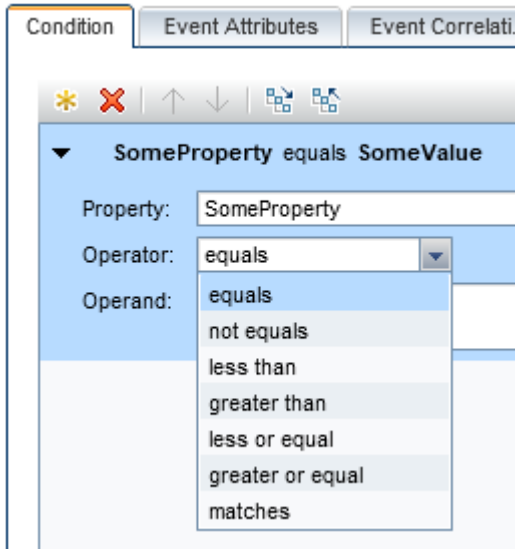 Condition Event Attributes Event Correlati.
SomeProperty equals SomeValue
Property: SomeProperty
Operator: equals
Operand:
equals
not equals
less than
greater than
less or equal
greater or equal
matches